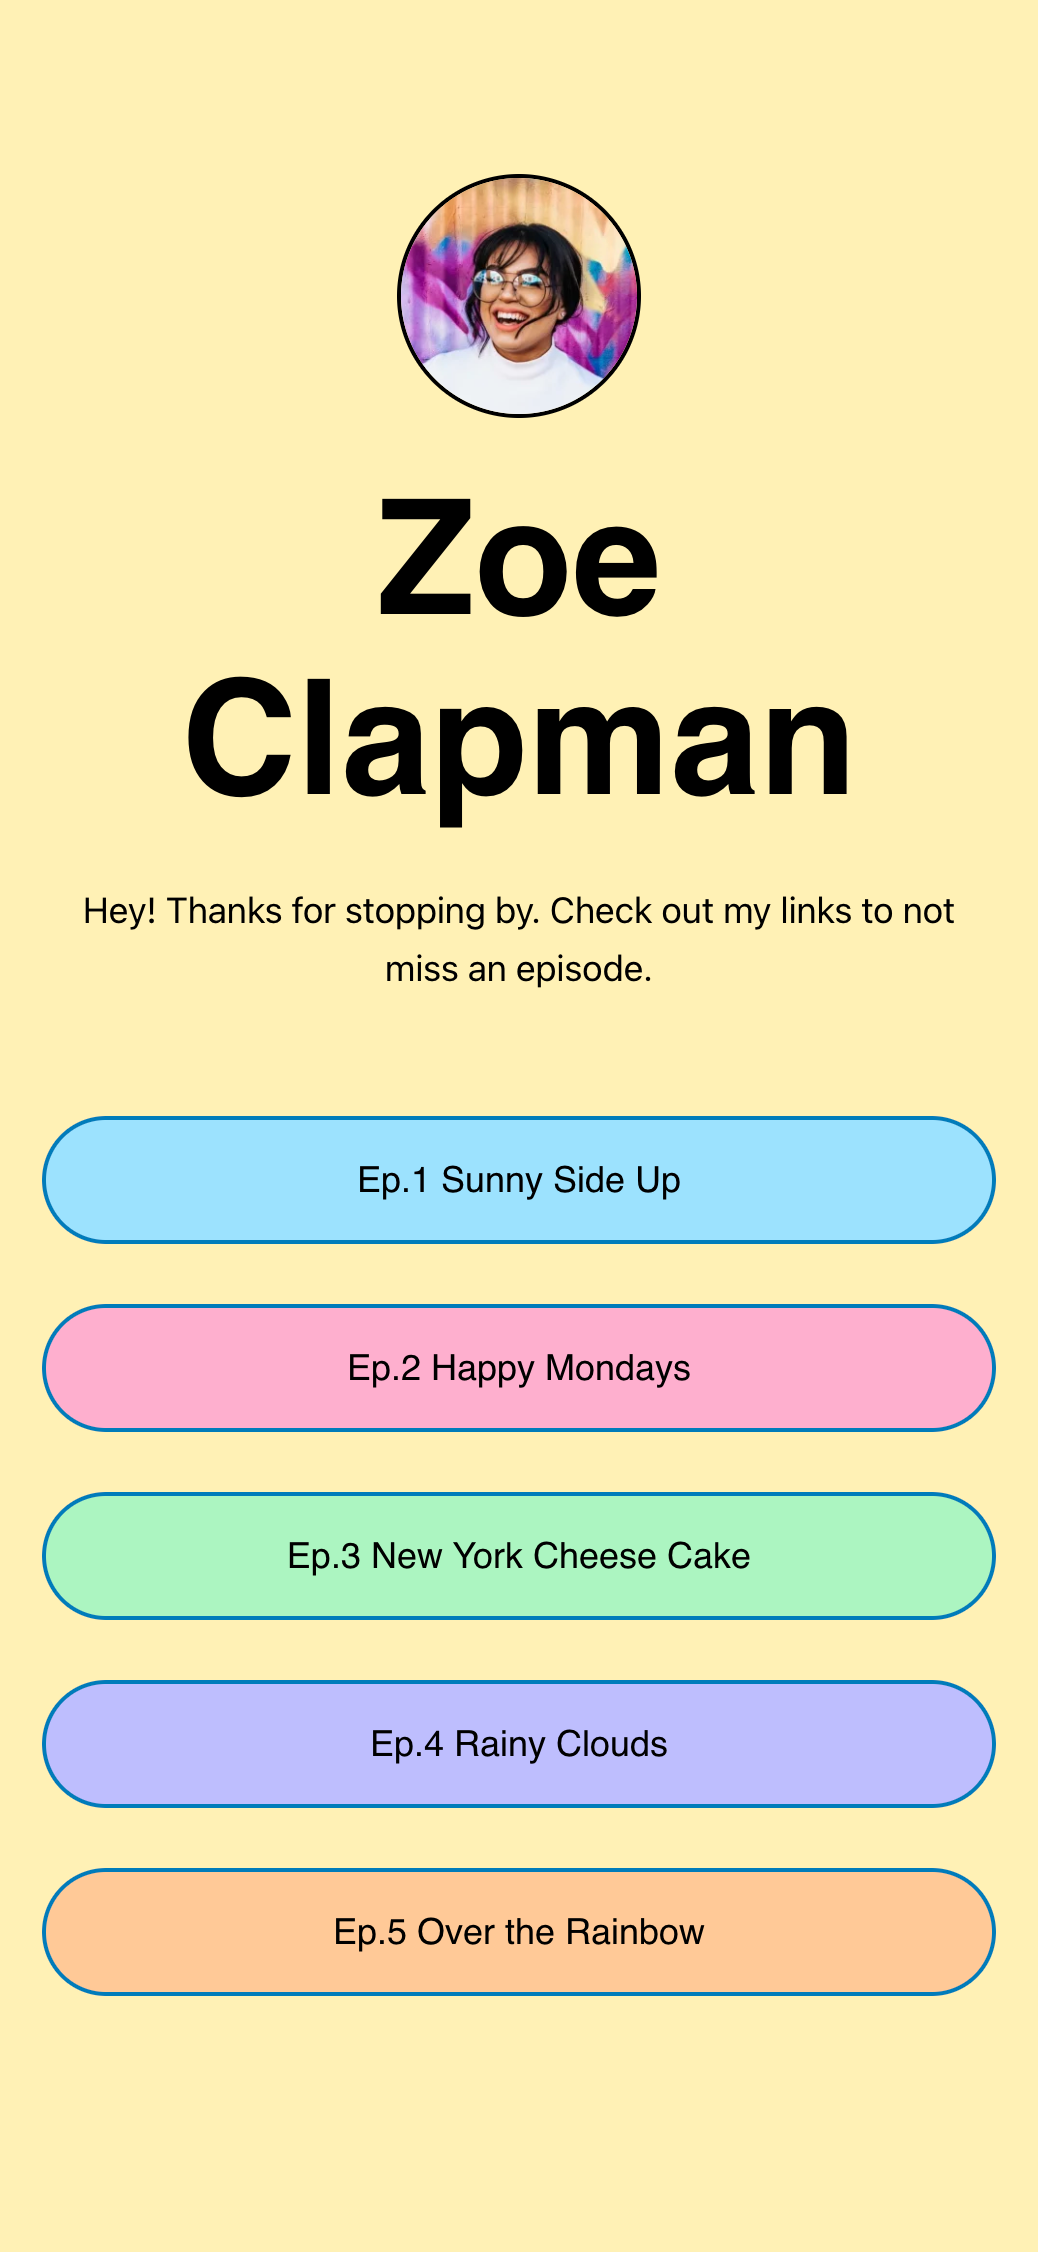 Zoe
Clapman
Hey! Thanks for stopping by. Check out my links to not
miss an episode.
Ep.1 Sunny Side Up
Ep.2 Happy Mondays
Ep.3 New York Cheese Cake
Ep.4 Rainy Clouds
Ep.5 Over the Rainbow